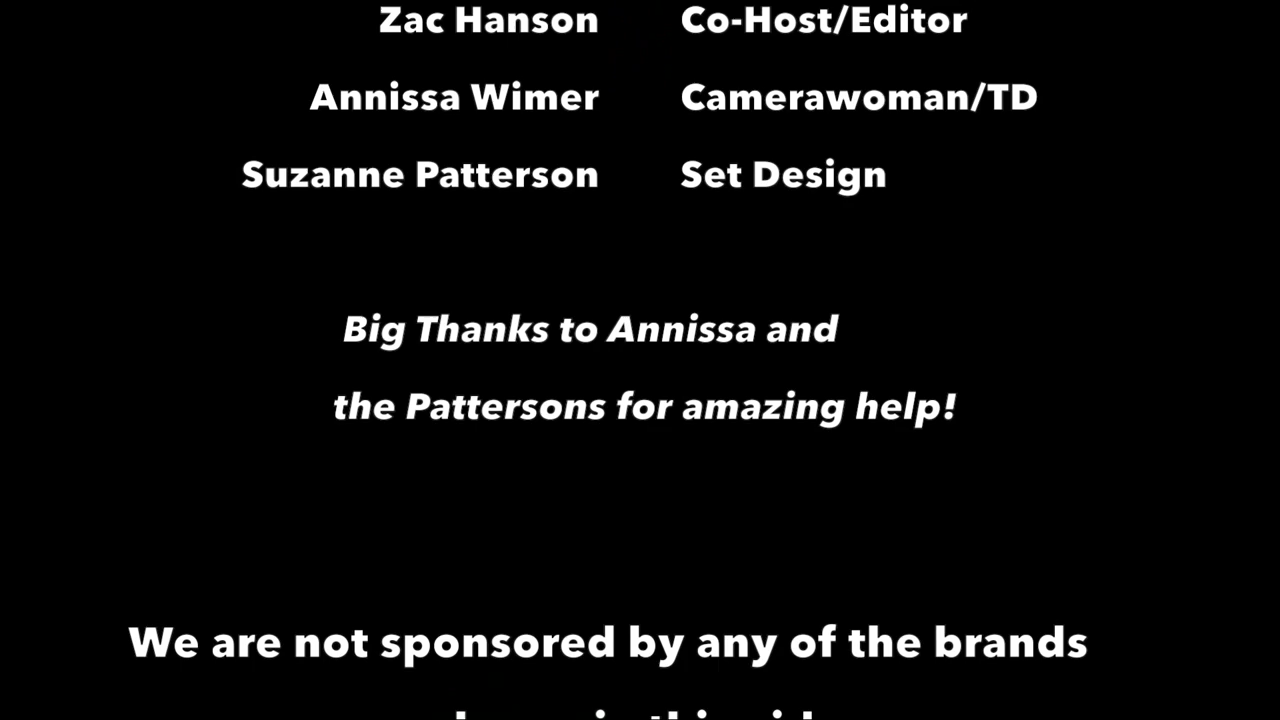 Zac Hanson Co-Host/Editor
Annissa Wimer Camerawoman/TD
Suzanne Patterson Set Design
Big Thanks to Annissa and
the Pattersons for amazing help!
We are not sponsored by any of the brands